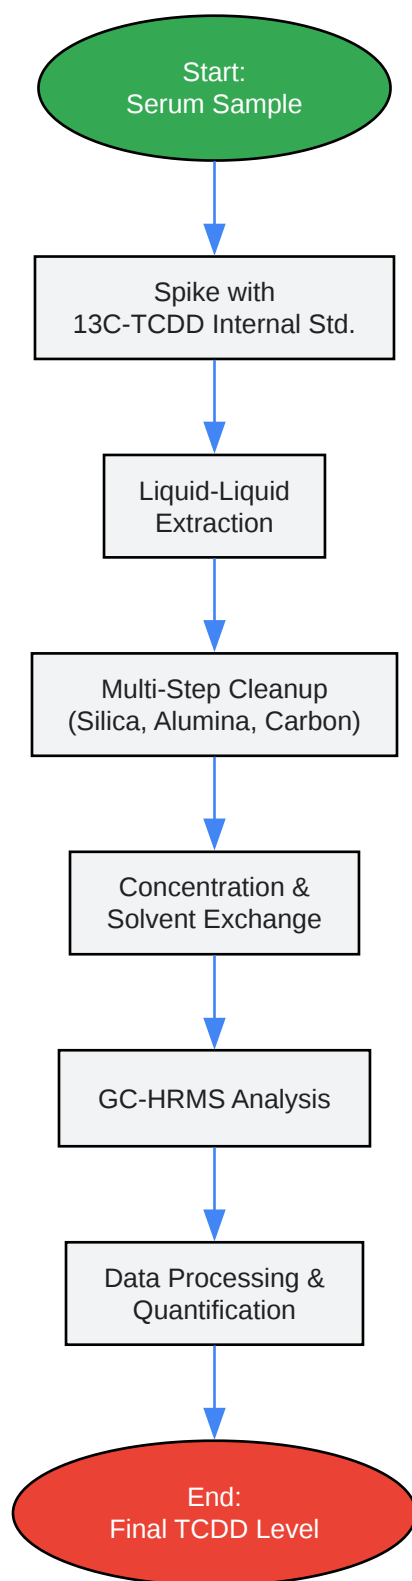 Start:
Serum Sample
Spike with
13C-TCDD Internal Std.
Liquid-Liquid
Extraction
Multi-Step Cleanup
(Silica, Alumina, Carbon)
Concentration &
Solvent Exchange
GC-HRMS Analysis
Data Processing &
Quantification
End:
Final TCDD Level